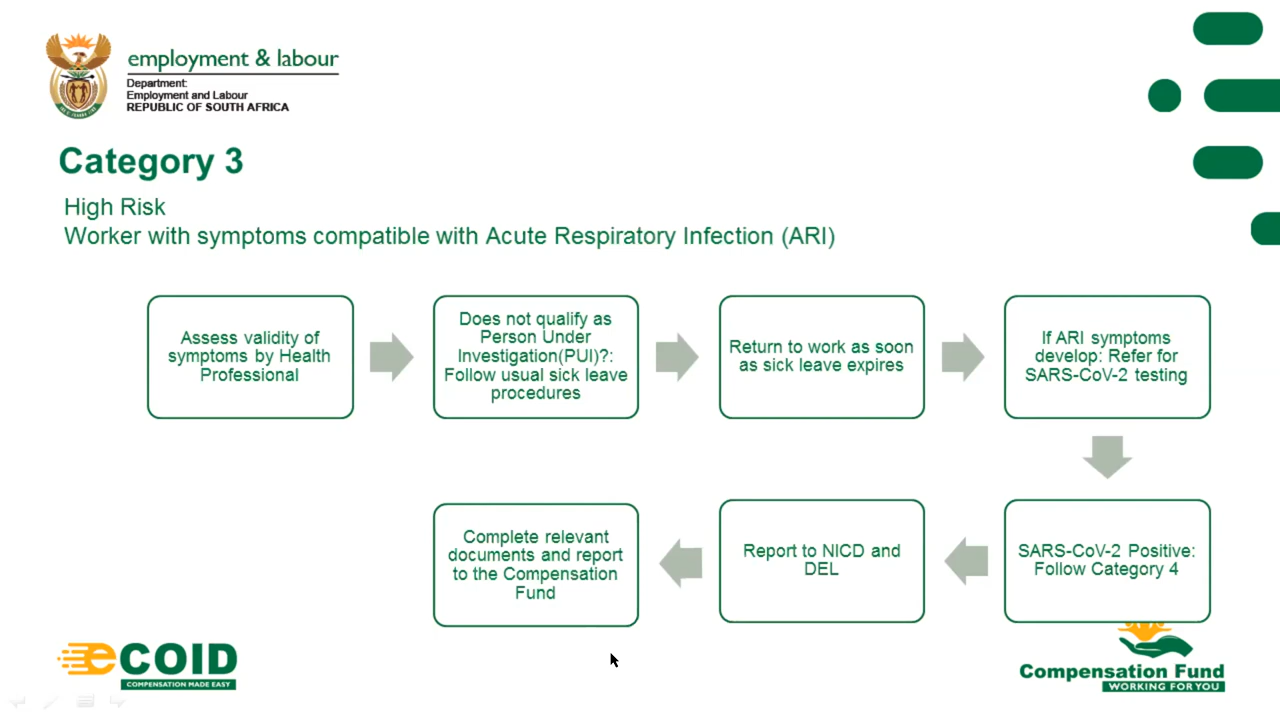 employment & labour
Department:
Employment and Labour
REPUBLIC OF SOUTH AFRICA
Category 3
High Risk
Worker with symptoms compatible with Acute Respiratory Infection (ARI)
Assess validity of
symptoms by Health
Professional
Does not qualify as
Person Under
Investigation(PUI)?:
Follow usual sick leave
procedures
Return to work as soon
as sick leave expires
If ARI symptoms
develop: Refer for
SARS-CoV-2 testing
SARS-CoV-2 Positive:
Follow Category 4
Report to NICD and
DEL
Complete relevant
documents and report
to the Compensation
Fund
eCOID
COMPENSATION MADE EASY
Compensation Fund
WORKING FOR YOU